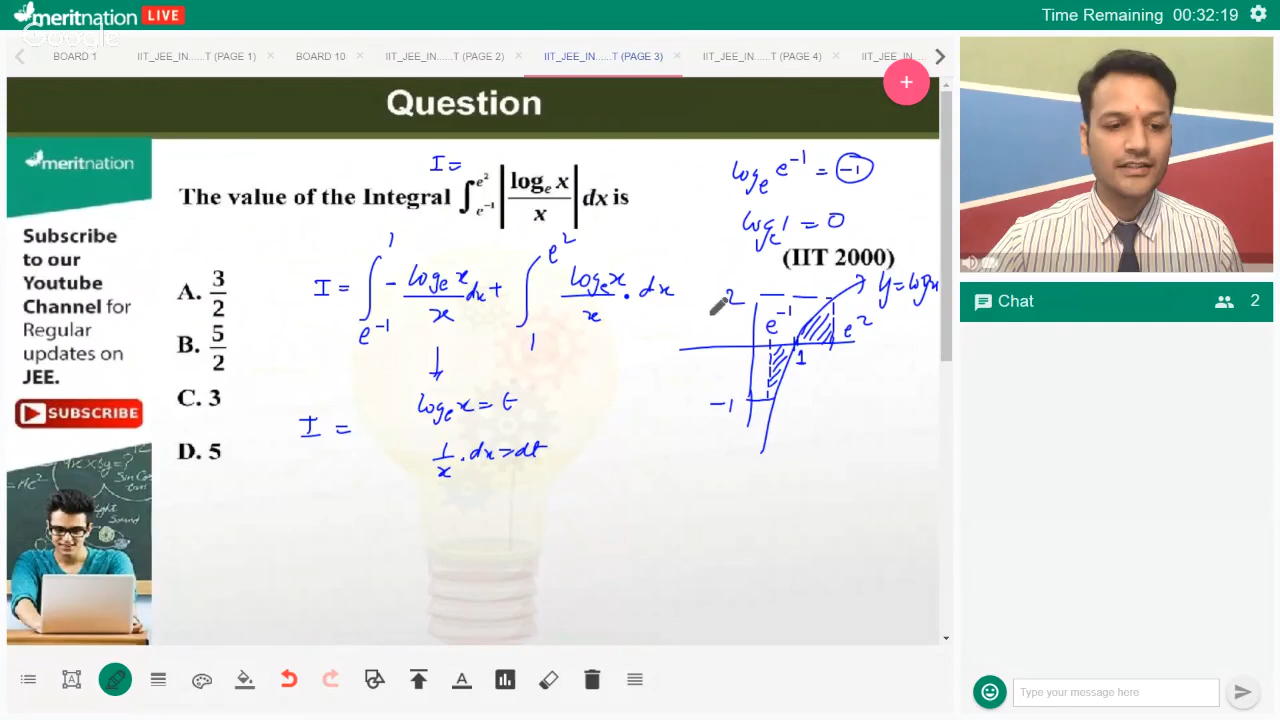 meritnation LIVE
Google
Time Remaining 00:32:19
BOARD 1
IIT_JEE_IN......T (PAGE 1) ×
BOARD 10 ×
IIT_JEE_IN......T (PAGE 2) ×
IIT_JEE_IN......T (PAGE 3) ×
IIT_JEE_IN......T (PAGE 4) ×
IIT_JEE_IN....
+
Question
meritnation
Subscribe
to our
Youtube
Channel for
Regular
updates on
JEE.
SUBSCRIBE
I =
The value of the Integral ∫_{e^{-1}}^{e^2} |log_e x / x| dx is
(IIT 2000)
A. 3/2
B. 5/2
C. 3
D. 5
I = ∫_{e^{-1}}^{1} - log_e x / x dx + ∫_{1}^{e^2} log_e x / x . dx
↓
log_e x = t
1/x . dx = dt
I =
log_e e^{-1} = -1
log_e 1 = 0
y = log_e x
2
e^{-1}
e^2
1
-1
Chat
2
Type your message here